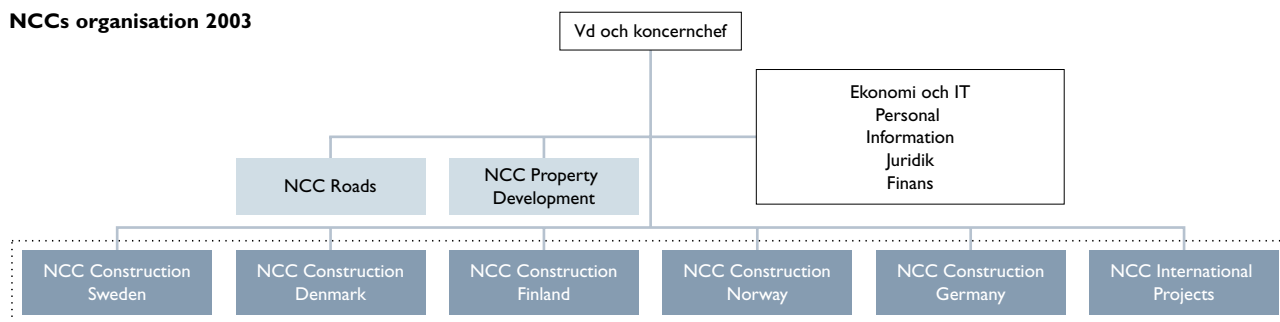 NCCs organisation 2003
Vd och koncernchef
Ekonomi och IT
Personal
Information
Juridik
Finans
NCC Roads
NCC Property
Development
NCC Construction
Sweden
NCC Construction
Denmark
NCC Construction
Finland
NCC Construction
Norway
NCC Construction
Germany
NCC International
Projects